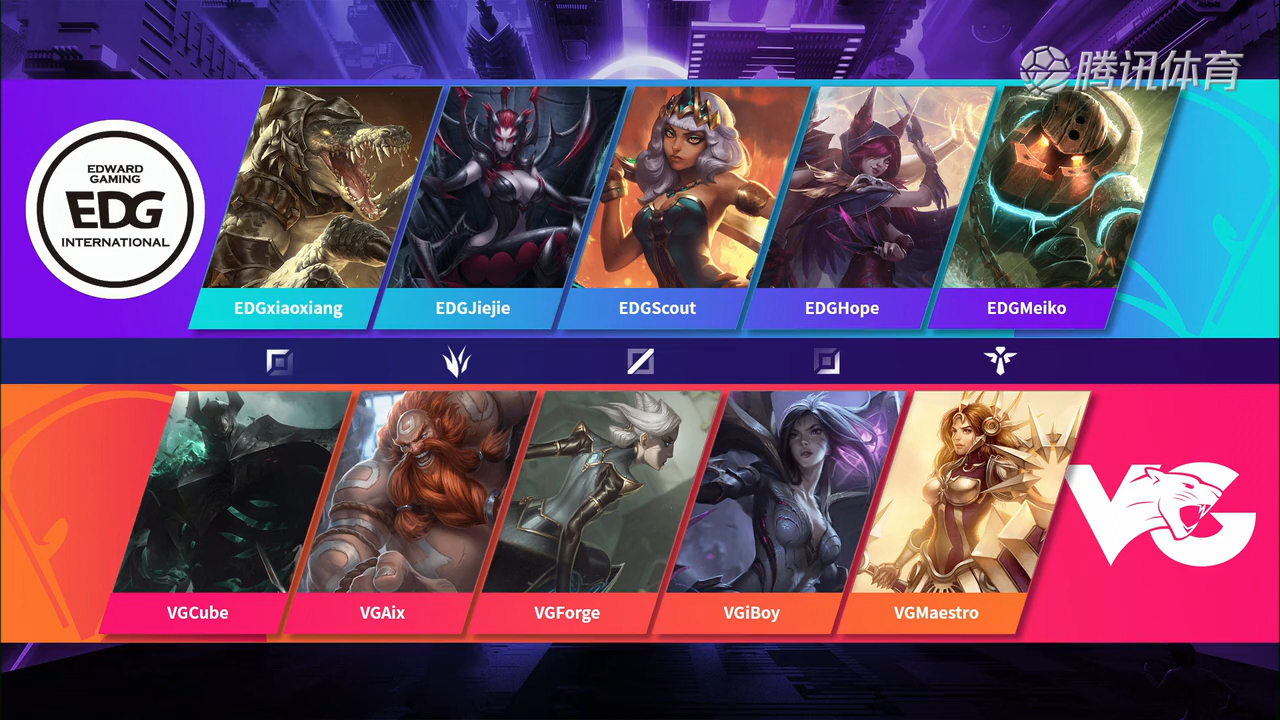 腾讯体育
EDWARD
GAMING
EDG
INTERNATIONAL
EDGxiaoxiang
EDGJiejie
EDGScout
EDGHope
EDGMeiko
VG
VGCube
VGAix
VGForge
VGiBoy
VGMaestro